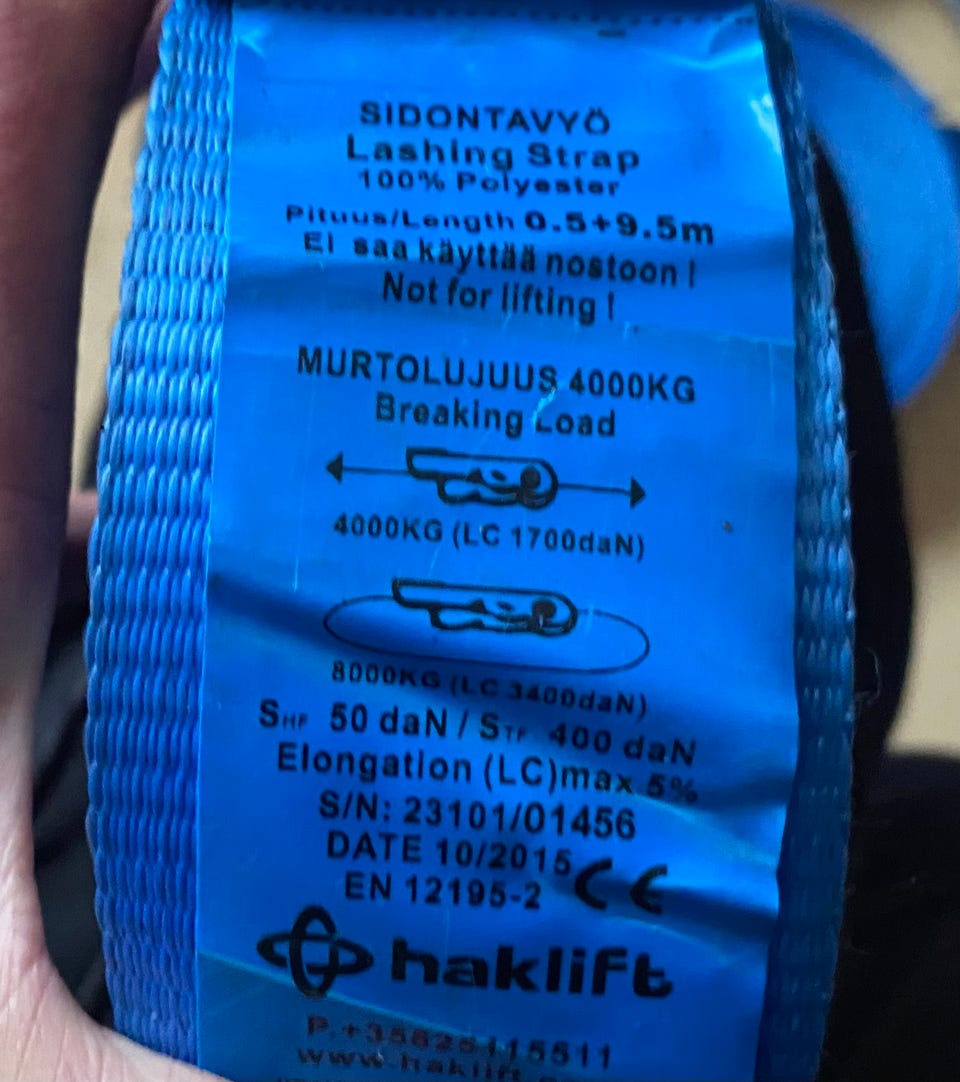 SIDONTAVYÖ
Lashing Strap
100% Polyester
Pituus/Length 0.5+9.5m
Ei saa käyttää nostoon !
Not for lifting !
MURTOLUJUUS 4000KG
Breaking Load
4000KG (LC 1700daN)
8000KG (LC 3400daN)
SHF 50 daN / STF 400 daN
Elongation (LC)max 5%
S/N: 23101/01456
DATE 10/2015
EN 12195-2 CE
haklift
P.+35825115511